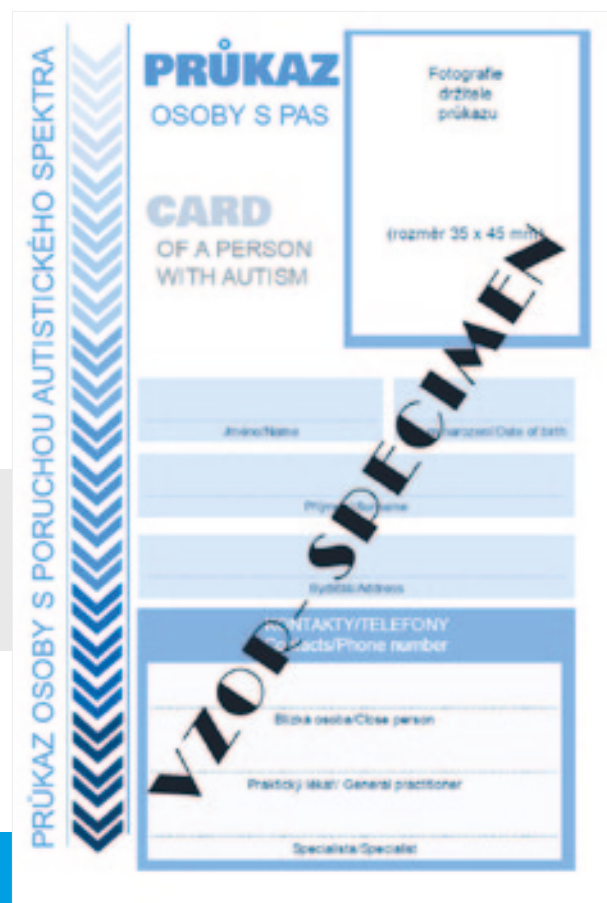 PRŮKAZ OSOBY S PORUCHOU AUTISTICKÉHO SPEKTRA
PRŮKAZ
OSOBY S PAS
CARD
OF A PERSON
WITH AUTISM
Fotografie
držitele
průkazu
(rozměr 35 x 45 mm)
Jméno/Name
narození/Date of birth
Příjmení/Surname
Bydliště/Address
KONTAKTY/TELEFONY
Contacts/Phone number
Blízká osoba/Close person
Praktický lékař/ General practitioner
Specialista/Specialist
VZOR-SPECIMEN